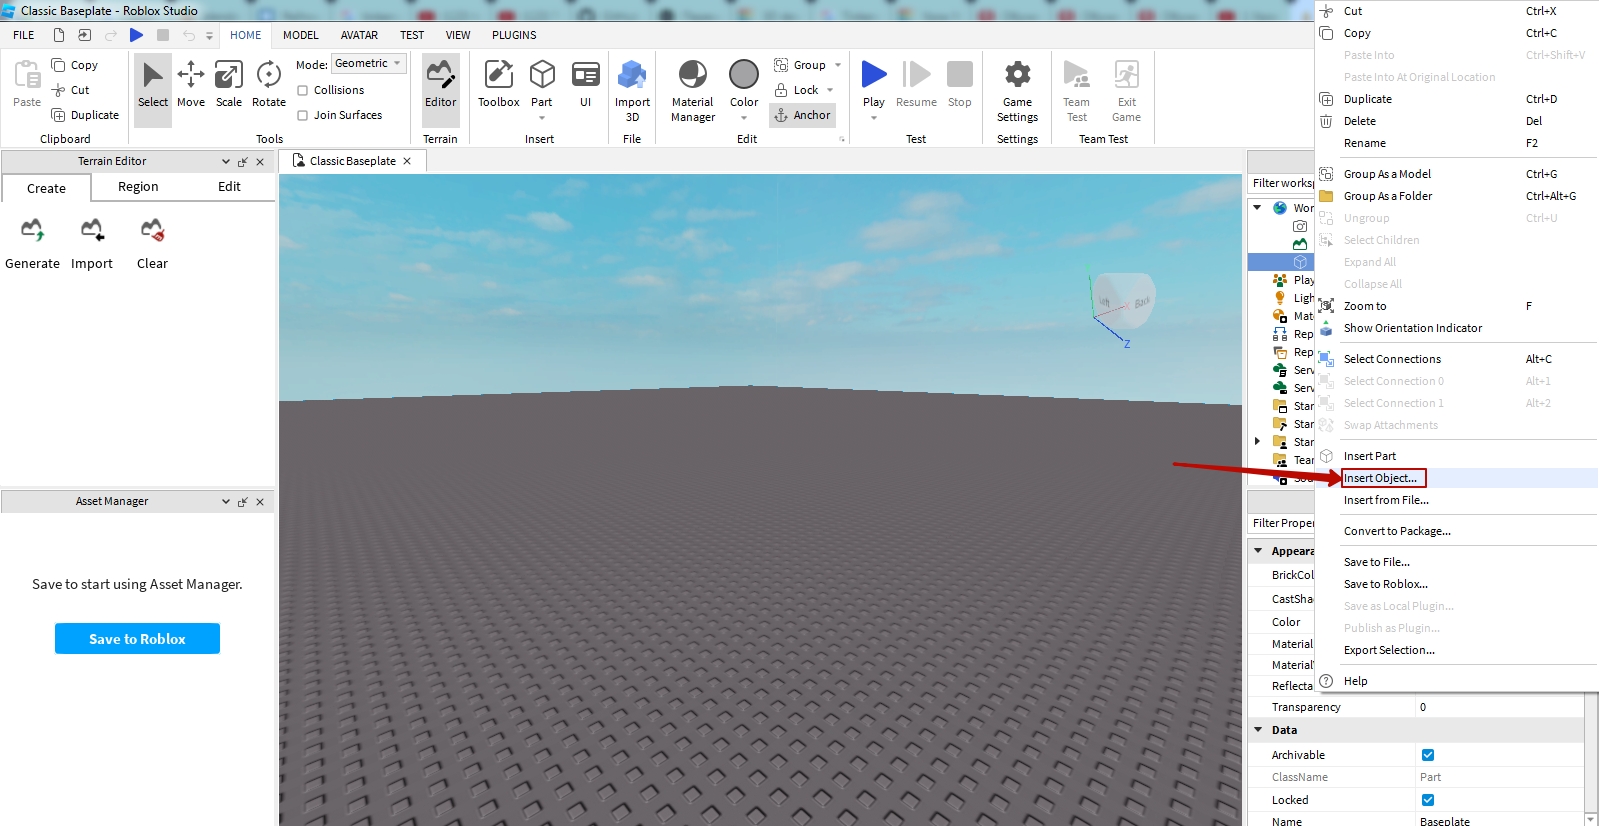 Classic Baseplate - Roblox Studio
FILE HOME MODEL AVATAR TEST VIEW PLUGINS
Paste
Copy
Cut
Duplicate
Clipboard
Select Move Scale Rotate
Mode: Geometric
Collisions
Join Surfaces
Tools
Editor
Terrain
Toolbox Part UI
Insert
Import
3D
File
Material
Manager
Color
Group
Lock
Anchor
Edit
Play Resume Stop
Test
Game
Settings
Settings
Team
Test
Exit
Game
Team Test
Terrain Editor
Create Region Edit
Generate Import Clear
Asset Manager
Save to start using Asset Manager.
Save to Roblox
Classic Baseplate
Left Back
Z
Filter worksp
Wor
Play
Ligh
Mat
Rep
Rep
Serv
Serv
Star
Star
Star
Tear
Filter Proper
Appeara
BrickCol
CastSha
Color
Material
Material
Reflecta
Transparency 0
Data
Archivable
ClassName Part
Locked
Name Baseplate
Cut Ctrl+X
Copy Ctrl+C
Paste Into Ctrl+Shift+V
Paste Into At Original Location
Duplicate Ctrl+D
Delete Del
Rename F2
Group As a Model Ctrl+G
Group As a Folder Ctrl+Alt+G
Ungroup Ctrl+U
Select Children
Expand All
Collapse All
Zoom to F
Show Orientation Indicator
Select Connections Alt+C
Select Connection 0 Alt+1
Select Connection 1 Alt+2
Swap Attachments
Insert Part
Insert Object...
Insert from File...
Convert to Package...
Save to File...
Save to Roblox...
Save as Local Plugin...
Publish as Plugin...
Export Selection...
Help